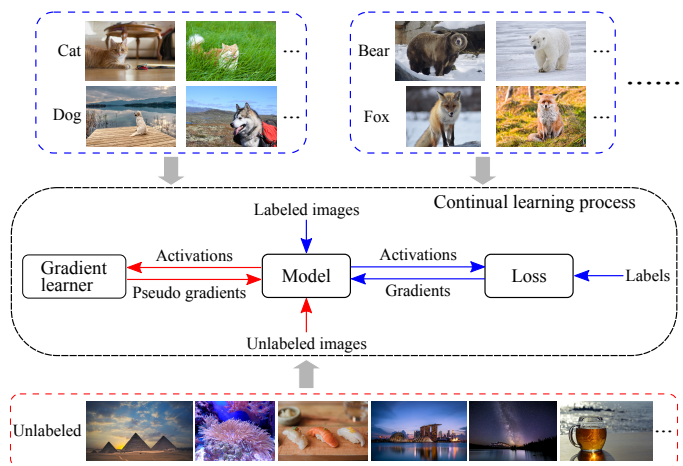 Cat
...
Bear
...
Dog
...
Fox
...
......
Continual learning process
Labeled images
Activations
Activations
Gradient
learner
Model
Loss
Labels
Pseudo gradients
Gradients
Unlabeled images
Unlabeled
...